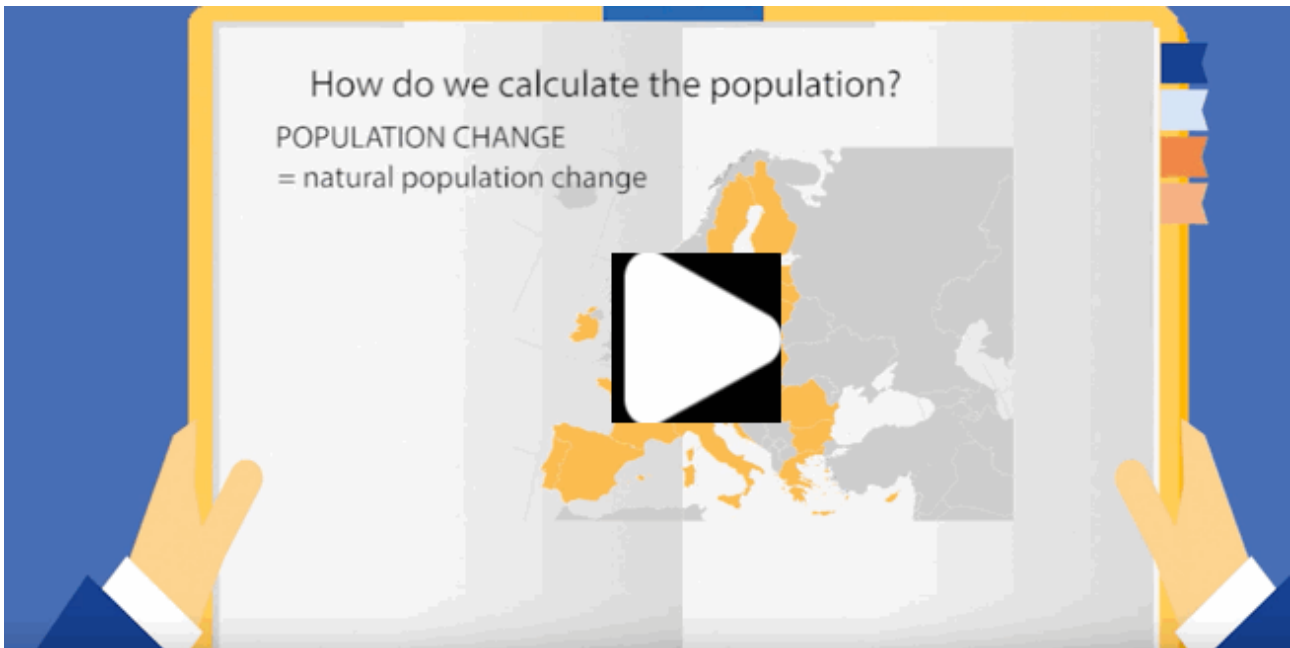 How do we calculate the population?
POPULATION CHANGE
= natural population change